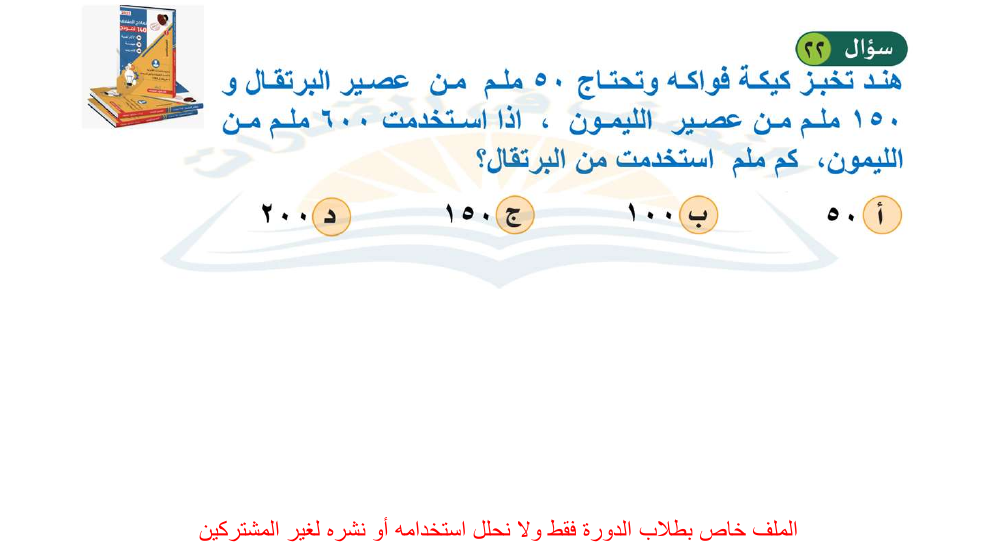 سؤال ٢٢
هند تخبز كيكة فواكه وتحتاج ٥٠ ملم من عصير البرتقال و
١٥٠ ملم من عصير الليمون ، اذا استخدمت ٦٠٠ ملم من
الليمون، كم ملم استخدمت من البرتقال؟
أ ٥٠ ب ١٠٠ ج ١٥٠ د ٢٠٠
الملف خاص بطلاب الدورة فقط ولا نحلل استخدامه أو نشره لغير المشتركين